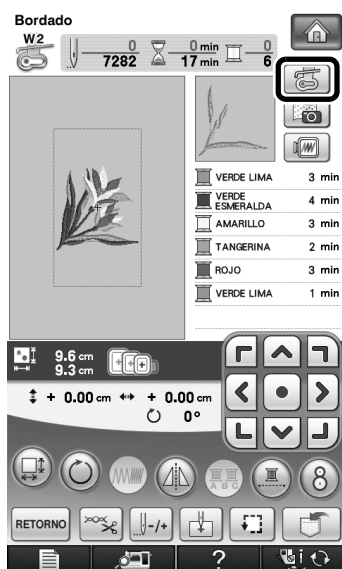 Bordado
W2
0 0 min 0
7282 17 min 6
VERDE LIMA 3 min
VERDE ESMERALDA 4 min
AMARILLO 3 min
TANGERINA 2 min
ROJO 3 min
VERDE LIMA 1 min
9.6 cm
9.3 cm
+ 0.00 cm + 0.00 cm
0°
A B C
8
RETORNO
-/+
?